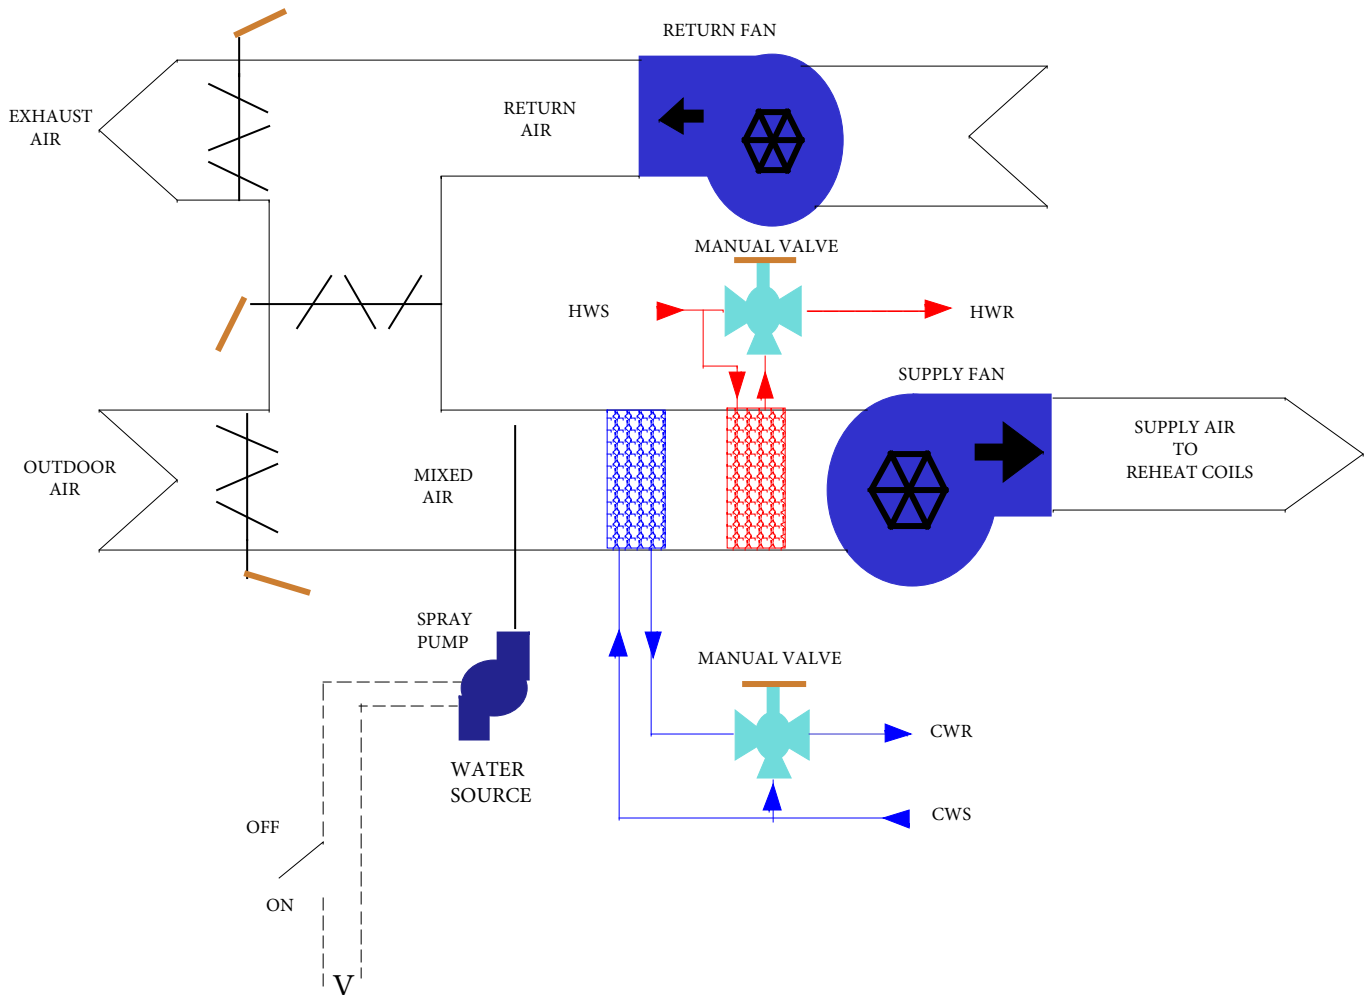 RETURN FAN
EXHAUST
AIR
RETURN
AIR
MANUAL VALVE
HWS
HWR
SUPPLY FAN
OUTDOOR
AIR
MIXED
AIR
SUPPLY AIR
TO
REHEAT COILS
SPRAY
PUMP
MANUAL VALVE
CWR
WATER
SOURCE
CWS
OFF
ON
V